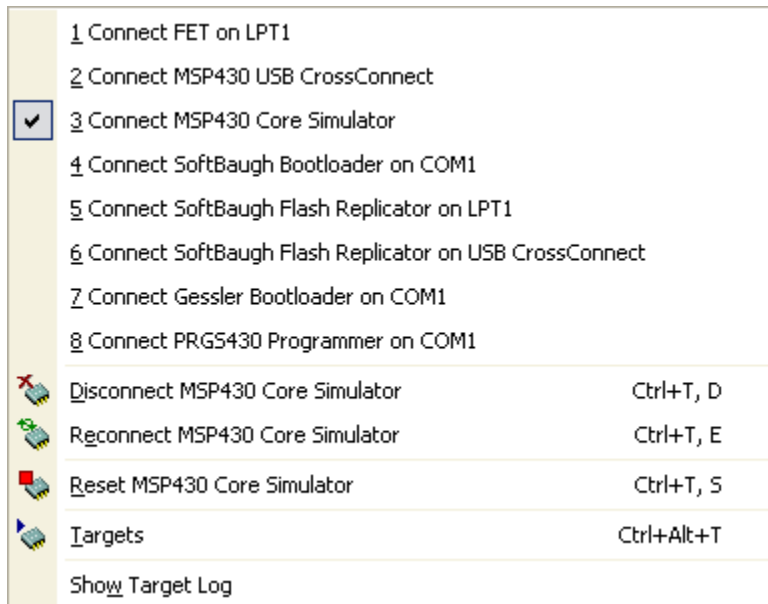 1 Connect FET on LPT1
2 Connect MSP430 USB CrossConnect
3 Connect MSP430 Core Simulator
4 Connect SoftBaugh Bootloader on COM1
5 Connect SoftBaugh Flash Replicator on LPT1
6 Connect SoftBaugh Flash Replicator on USB CrossConnect
7 Connect Gessler Bootloader on COM1
8 Connect PRGS430 Programmer on COM1
Disconnect MSP430 Core Simulator Ctrl+T, D
Reconnect MSP430 Core Simulator Ctrl+T, E
Reset MSP430 Core Simulator Ctrl+T, S
Targets Ctrl+Alt+T
Show Target Log